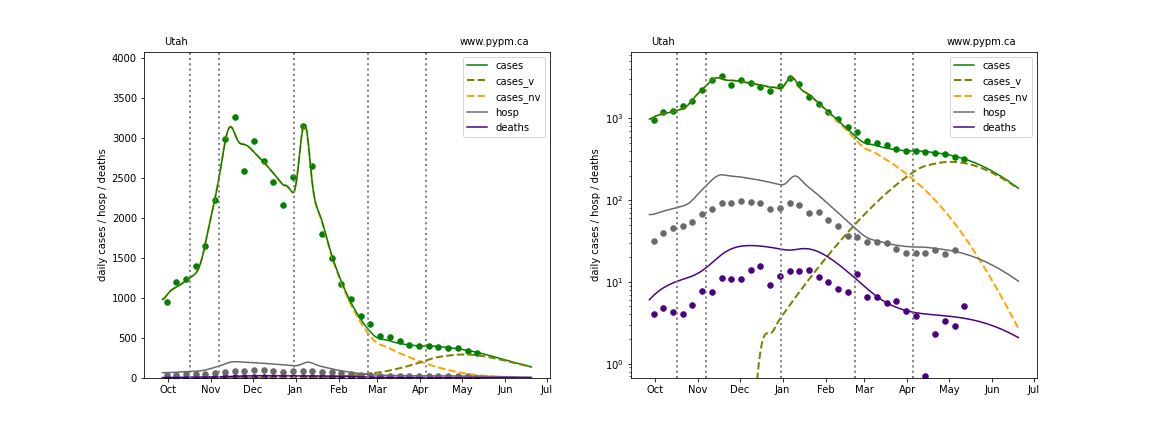 Utah www.pypm.ca
daily cases / hosp / deaths
4000
3500
3000
2500
2000
1500
1000
500
0
cases
cases_v
cases_nv
hosp
deaths
Oct Nov Dec Jan Feb Mar Apr May Jun Jul
Utah www.pypm.ca
daily cases / hosp / deaths
10³
10²
10¹
10⁰
cases
cases_v
cases_nv
hosp
deaths
Oct Nov Dec Jan Feb Mar Apr May Jun Jul